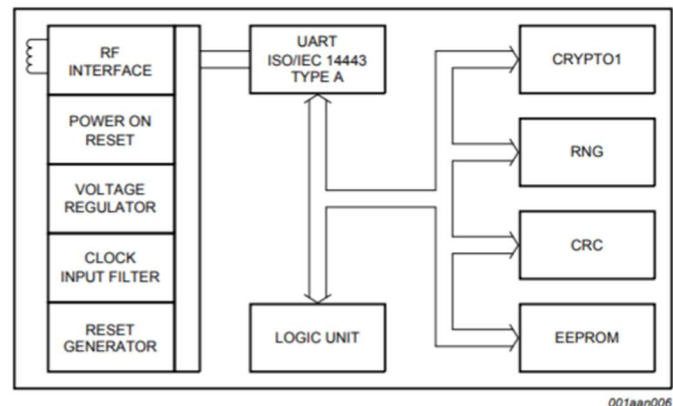 RF
INTERFACE
POWER ON
RESET
VOLTAGE
REGULATOR
CLOCK
INPUT FILTER
RESET
GENERATOR
UART
ISO/IEC 14443
TYPE A
LOGIC UNIT
CRYPTO1
RNG
CRC
EEPROM
001aan006